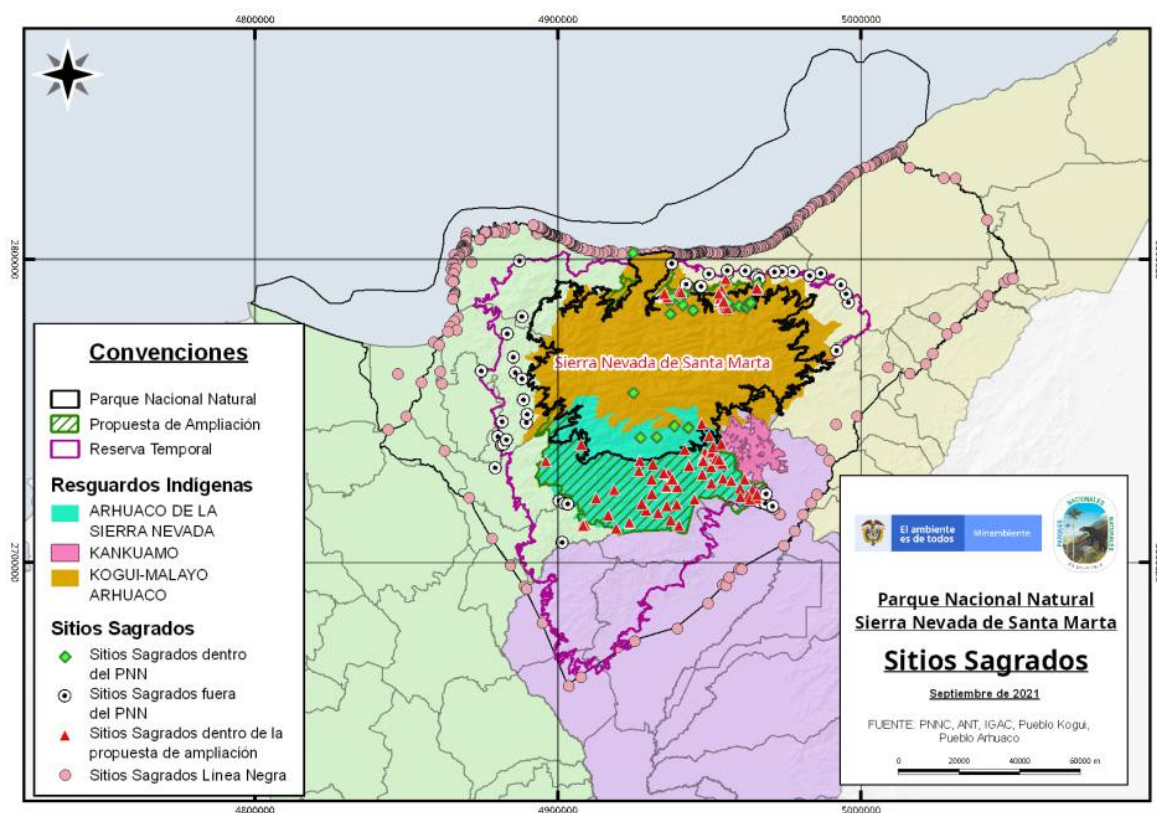 4800000
4900000
5000000
2800000
2700000
Sierra Nevada de Santa Marta
Convenciones
Parque Nacional Natural
Propuesta de Ampliación
Reserva Temporal
Resguardos Indígenas
ARHUACO DE LA
SIERRA NEVADA
KANKUAMO
KOGUI-MALAYO
ARHUACO
Sitios Sagrados
Sitios Sagrados dentro
del PNN
Sitios Sagrados fuera
del PNN
Sitios Sagrados dentro de la
propuesta de ampliación
Sitios Sagrados Línea Negra
El ambiente
es de todos
Minambiente
PARQUES
NACIONALES
NATURALES
Parque Nacional Natural
Sierra Nevada de Santa Marta
Sitios Sagrados
Septiembre de 2021
FUENTE: PNNC, ANT, IGAC, Pueblo Kogui,
Pueblo Arhuaco
0 20000 40000 60000 m
4800000
4900000
5000000